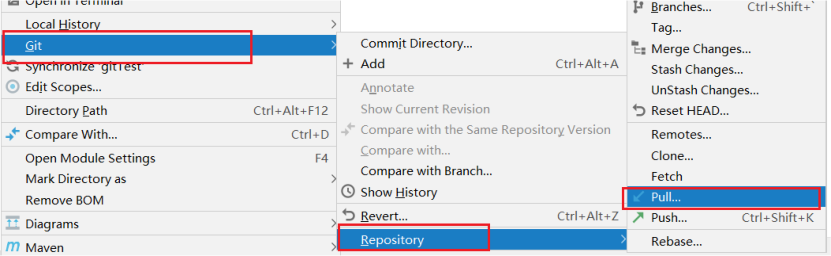 Open in Terminal
Local History
Git
Synchronize 'gitTest'
Edit Scopes...
Directory Path Ctrl+Alt+F12
Compare With... Ctrl+D
Open Module Settings F4
Mark Directory as
Remove BOM
Diagrams
Maven
Commit Directory...
Add Ctrl+Alt+A
Annotate
Show Current Revision
Compare with the Same Repository Version
Compare with...
Compare with Branch...
Show History
Revert... Ctrl+Alt+Z
Repository
Branches... Ctrl+Shift+`
Tag...
Merge Changes...
Stash Changes...
UnStash Changes...
Reset HEAD...
Remotes...
Clone...
Fetch
Pull...
Push... Ctrl+Shift+K
Rebase...